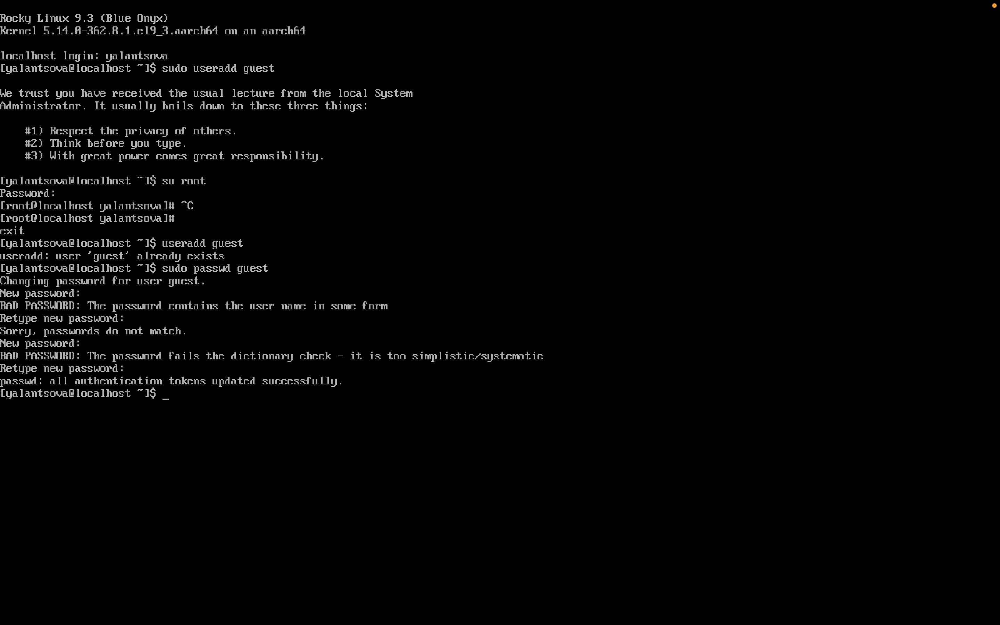 Rocky Linux 9.3 (Blue Onyx)
Kernel 5.14.0-362.8.1.el9_3.aarch64 on an aarch64
localhost login: yalantsova
[yalantsova@localhost ~]$ sudo useradd guest
We trust you have received the usual lecture from the local System
Administrator. It usually boils down to these three things:
#1) Respect the privacy of others.
#2) Think before you type.
#3) With great power comes great responsibility.
[yalantsova@localhost ~]$ su root
Password:
[root@localhost yalantsova]# ^C
[root@localhost yalantsova]#
exit
[yalantsova@localhost ~]$ useradd guest
useradd: user 'guest' already exists
[yalantsova@localhost ~]$ sudo passwd guest
Changing password for user guest.
New password:
BAD PASSWORD: The password contains the user name in some form
Retype new password:
Sorry, passwords do not match.
New password:
BAD PASSWORD: The password fails the dictionary check - it is too simplistic/systematic
Retype new password:
passwd: all authentication tokens updated successfully.
[yalantsova@localhost ~]$ _